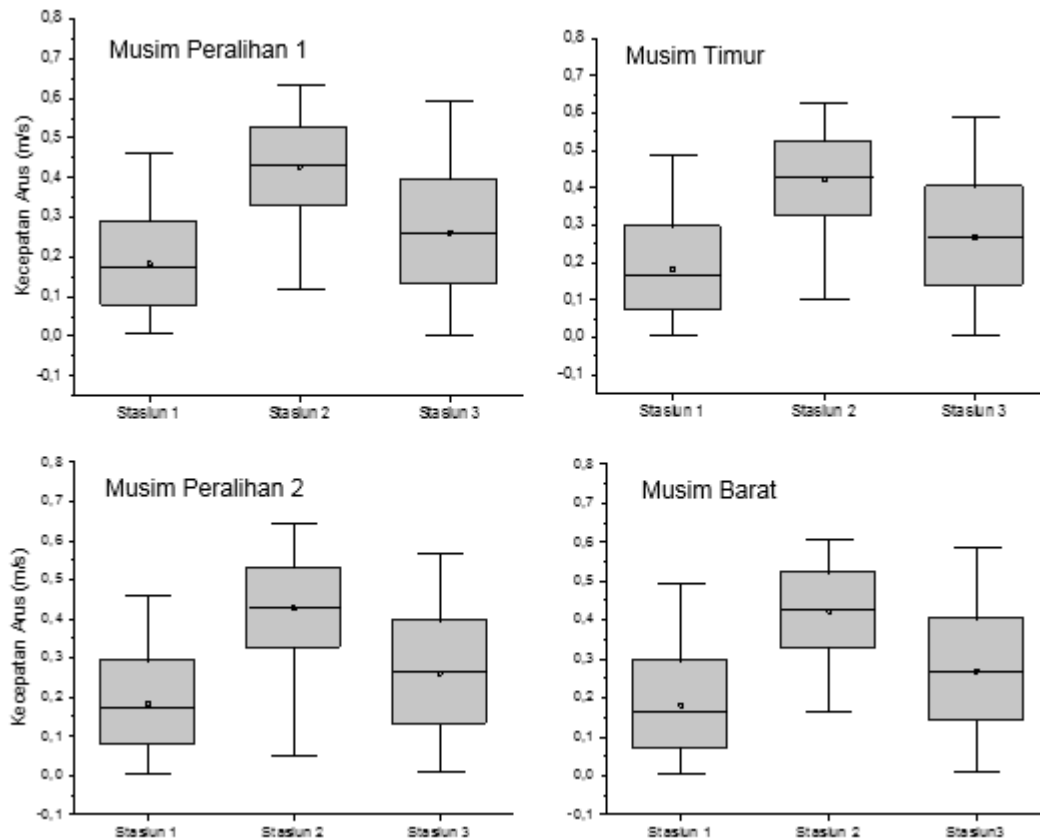 Musim Peralihan 1
Kecepatan Arus (m/s)
0,8
0,7
0,6
0,5
0,4
0,3
0,2
0,1
0,0
-0,1
Stasiun 1
Stasiun 2
Stasiun 3
Musim Timur
0,8
0,7
0,6
0,5
0,4
0,3
0,2
0,1
0,0
-0,1
Stasiun 1
Stasiun 2
Stasiun 3
Musim Peralihan 2
Kecepatan Arus (m/s)
0,8
0,7
0,6
0,5
0,4
0,3
0,2
0,1
0,0
-0,1
Stasiun 1
Stasiun 2
Stasiun 3
Musim Barat
0,8
0,7
0,6
0,5
0,4
0,3
0,2
0,1
0,0
-0,1
Stasiun 1
Stasiun 2
Stasiun 3